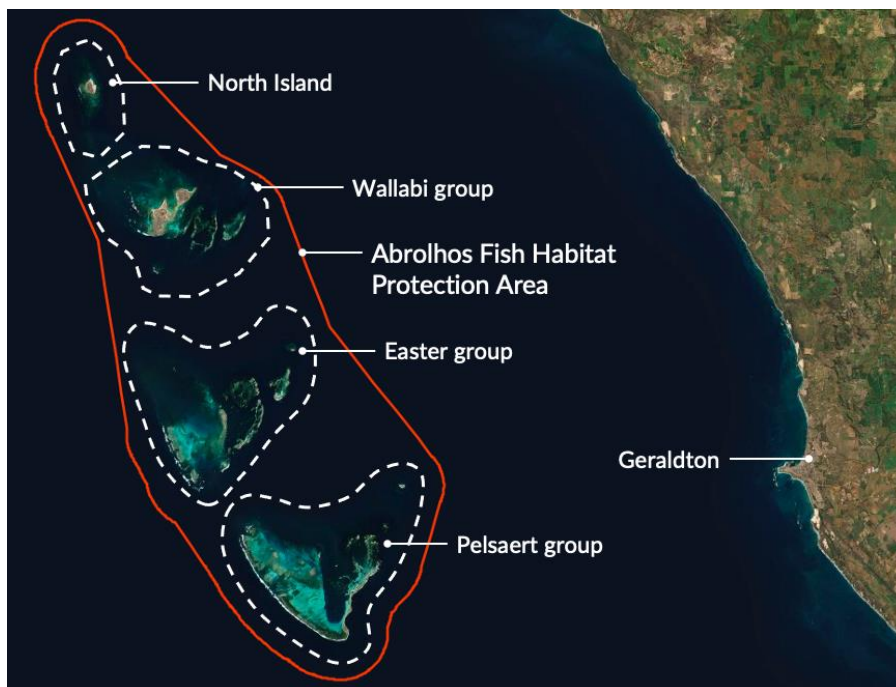 North Island
Wallabi group
Abrolhos Fish Habitat
Protection Area
Easter group
Geraldton
Pelsaert group